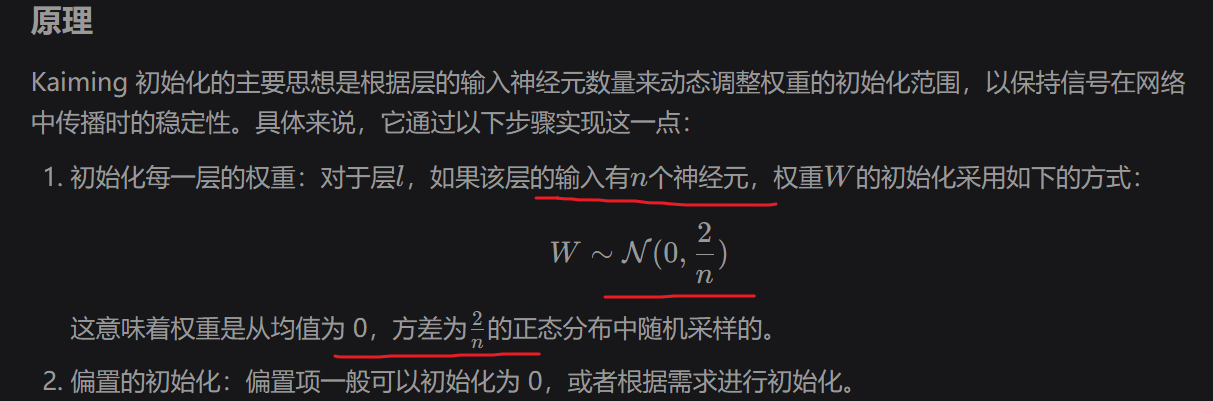 原理
Kaiming 初始化的主要思想是根据层的输入神经元数量来动态调整权重的初始化范围，以保持信号在网络
中传播时的稳定性。具体来说，它通过以下步骤实现这一点：
1. 初始化每一层的权重：对于层l，如果该层的输入有n个神经元，权重W的初始化采用如下的方式：
W ∼ N(0, 2/n)
这意味着权重是从均值为 0，方差为2/n的正态分布中随机采样的。
2. 偏置的初始化：偏置项一般可以初始化为 0，或者根据需求进行初始化。